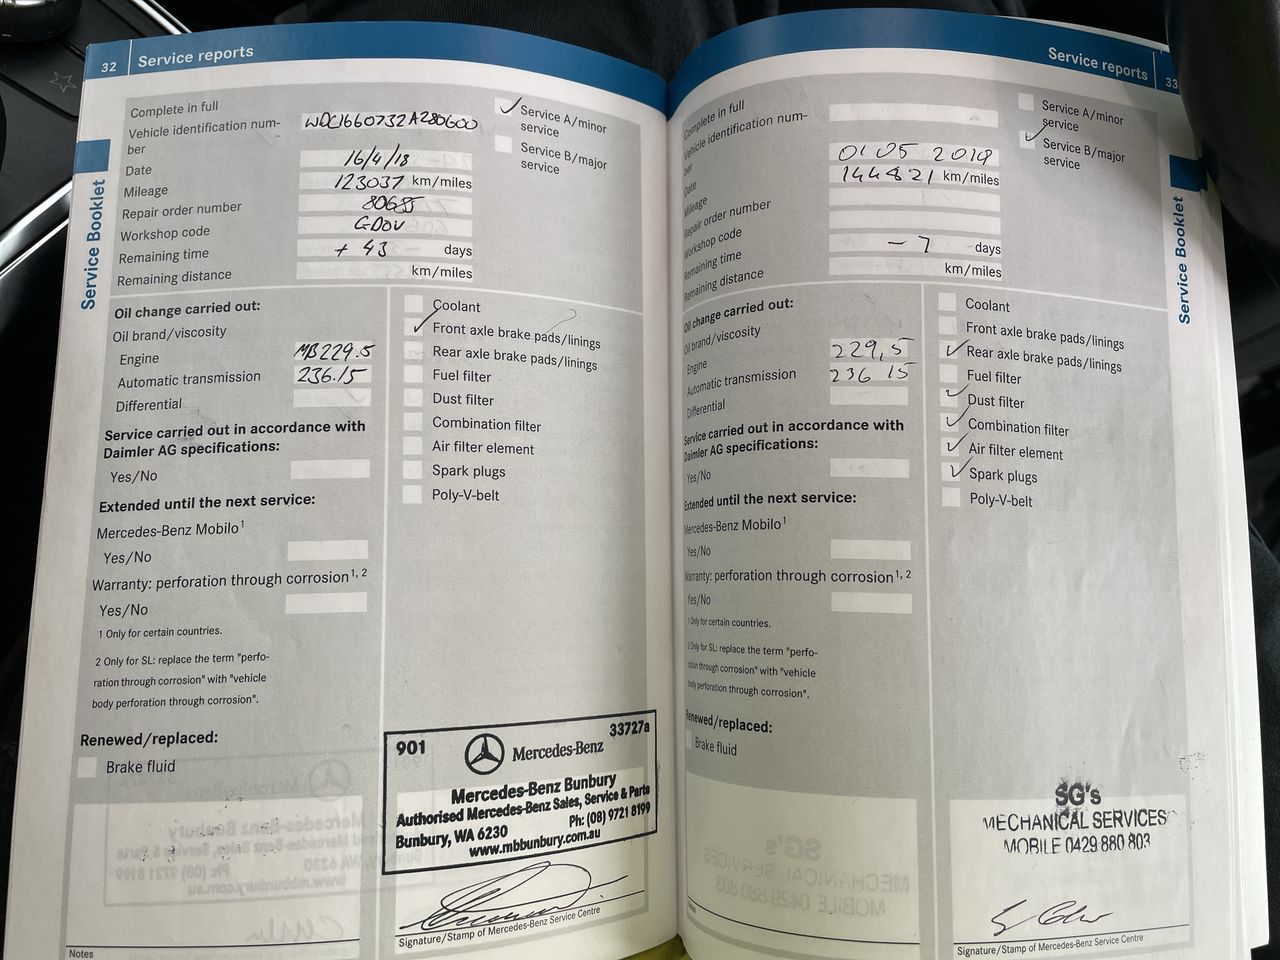 32 Service reports
Complete in full
Vehicle identification num-
ber
WDC1660732A280600
Service A/minor
service
Service B/major
service
Date 16/4/18
Mileage 123037 km/miles
Repair order number 80685
Workshop code GDOV
Remaining time + 43 days
Remaining distance km/miles
Service Booklet
Oil change carried out:
Oil brand/viscosity
Engine MB229.5
Automatic transmission 236.15
Differential
Service carried out in accordance with
Daimler AG specifications:
Yes/No
Extended until the next service:
Mercedes-Benz Mobilo1
Yes/No
Warranty: perforation through corrosion1, 2
Yes/No
1 Only for certain countries.
2 Only for SL: replace the term "perfo-
ration through corrosion" with "vehicle
body perforation through corrosion".
Renewed/replaced:
Brake fluid
Notes
Coolant
Front axle brake pads/linings
Rear axle brake pads/linings
Fuel filter
Dust filter
Combination filter
Air filter element
Spark plugs
Poly-V-belt
901 33727a
Mercedes-Benz
Mercedes-Benz Bunbury
Authorised Mercedes-Benz Sales, Service & Parts
Bunbury, WA 6230 Ph: (08) 9721 8199
www.mbbunbury.com.au
Signature/Stamp of Mercedes-Benz Service Centre
Service reports 33
Complete in full
Vehicle identification num-
ber
Service A/minor
service
Service B/major
service
Date 01 05 2019
Mileage 144821 km/miles
Repair order number
Workshop code
Remaining time - 7 days
Remaining distance km/miles
Service Booklet
Oil change carried out:
Oil brand/viscosity
Engine 229,5
Automatic transmission 236 15
Differential
Service carried out in accordance with
Daimler AG specifications:
Yes/No
Extended until the next service:
Mercedes-Benz Mobilo1
Yes/No
Warranty: perforation through corrosion1, 2
Yes/No
1 Only for certain countries.
2 Only for SL: replace the term "perfo-
ration through corrosion" with "vehicle
body perforation through corrosion".
Renewed/replaced:
Brake fluid
Notes
Coolant
Front axle brake pads/linings
Rear axle brake pads/linings
Fuel filter
Dust filter
Combination filter
Air filter element
Spark plugs
Poly-V-belt
SG's
MECHANICAL SERVICES
MOBILE 0429 880 803
Signature/Stamp of Mercedes-Benz Service Centre